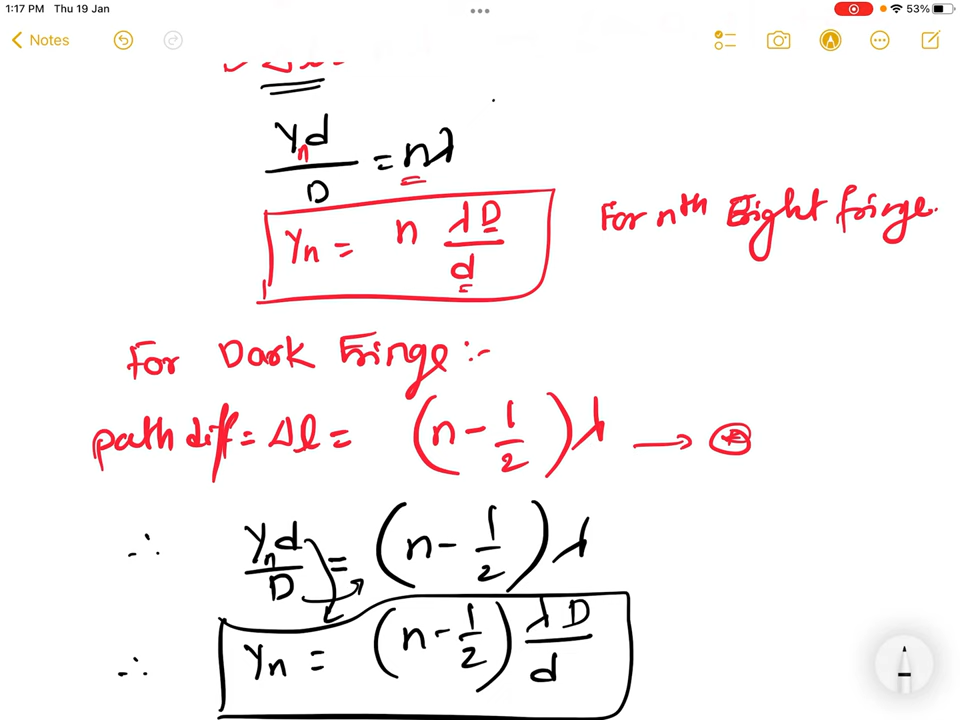 1:17 PM Thu 19 Jan
53%
Notes
Ynd/D = nλ
Yn = n λD/d
For nth Bright fringe.
For Dark Fringe :-
path diff = Δl = (n - 1/2)λ → *
∴ Ynd/D = (n - 1/2)λ
∴ Yn = (n - 1/2) λD/d